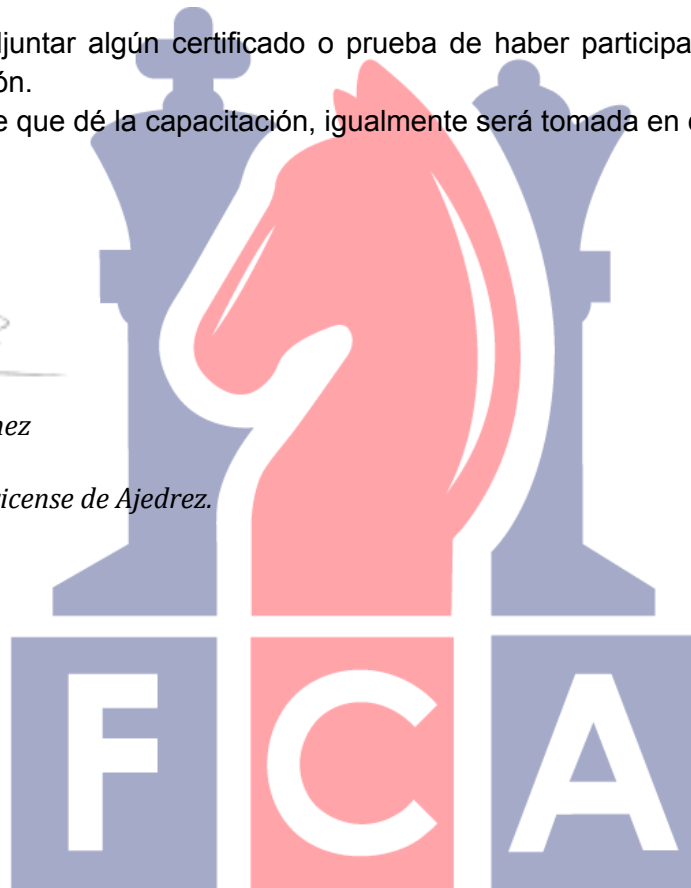 djuntar algún certificado o prueba de haber participa
ón.
e que dé la capacitación, igualmente será tomada en
nez
icense de Ajedrez.
FCA